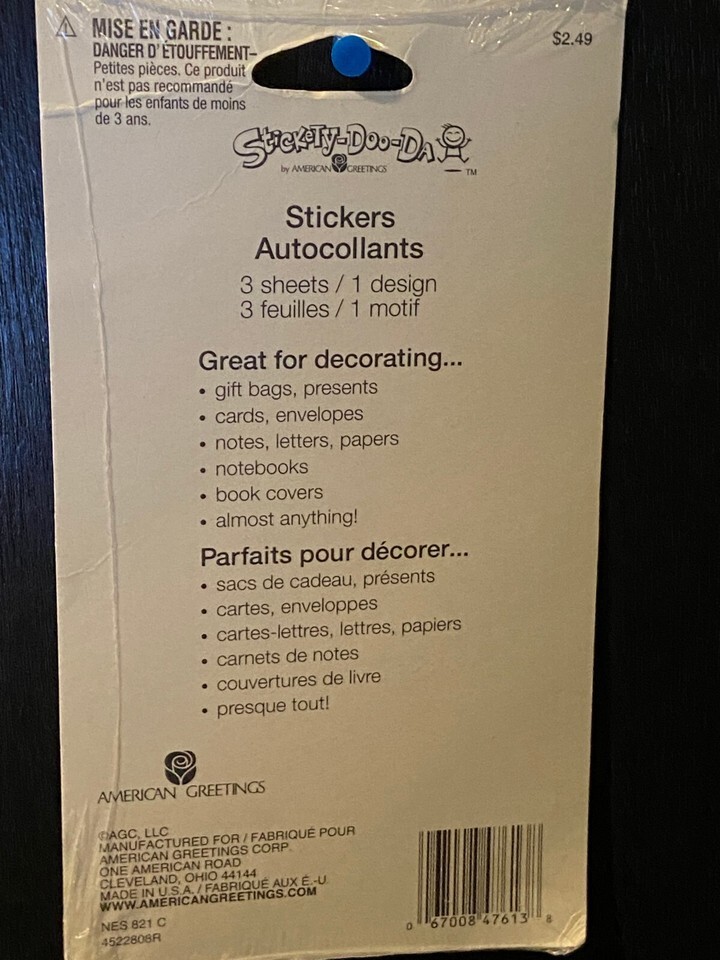 MISE EN GARDE :
DANGER D'ÉTOUFFEMENT–
Petites pièces. Ce produit
n'est pas recommandé
pour les enfants de moins
de 3 ans.
$2.49
STICKETY-DOO-DA
by AMERICAN GREETINGS
TM
Stickers
Autocollants
3 sheets / 1 design
3 feuilles / 1 motif
Great for decorating...
• gift bags, presents
• cards, envelopes
• notes, letters, papers
• notebooks
• book covers
• almost anything!
Parfaits pour décorer...
• sacs de cadeau, présents
• cartes, enveloppes
• cartes-lettres, lettres, papiers
• carnets de notes
• couvertures de livre
• presque tout!
AMERICAN GREETINGS
©AGC, LLC
MANUFACTURED FOR / FABRIQUÉ POUR
AMERICAN GREETINGS CORP.
ONE AMERICAN ROAD
CLEVELAND, OHIO 44144
MADE IN U.S.A. / FABRIQUÉ AUX É.-U.
WWW.AMERICANGREETINGS.COM
NES 821 C
4522808R
0 67008 47613 8